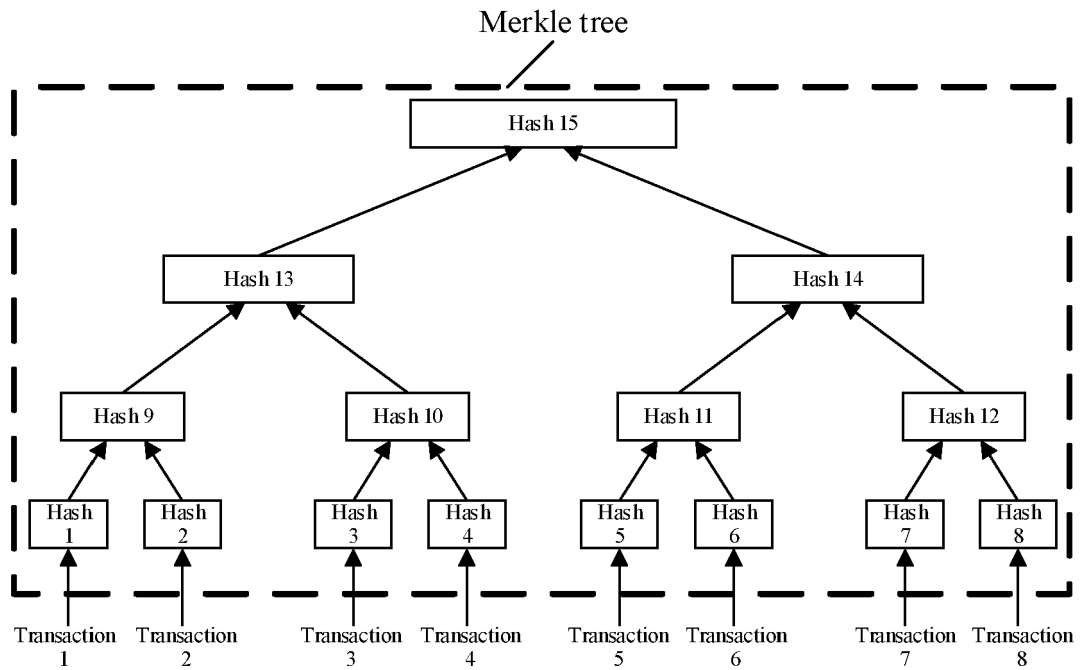 Merkle tree
Hash 15
Hash 13
Hash 14
Hash 9
Hash 10
Hash 11
Hash 12
Hash
1
Hash
2
Hash
3
Hash
4
Hash
5
Hash
6
Hash
7
Hash
8
Transaction
1
Transaction
2
Transaction
3
Transaction
4
Transaction
5
Transaction
6
Transaction
7
Transaction
8